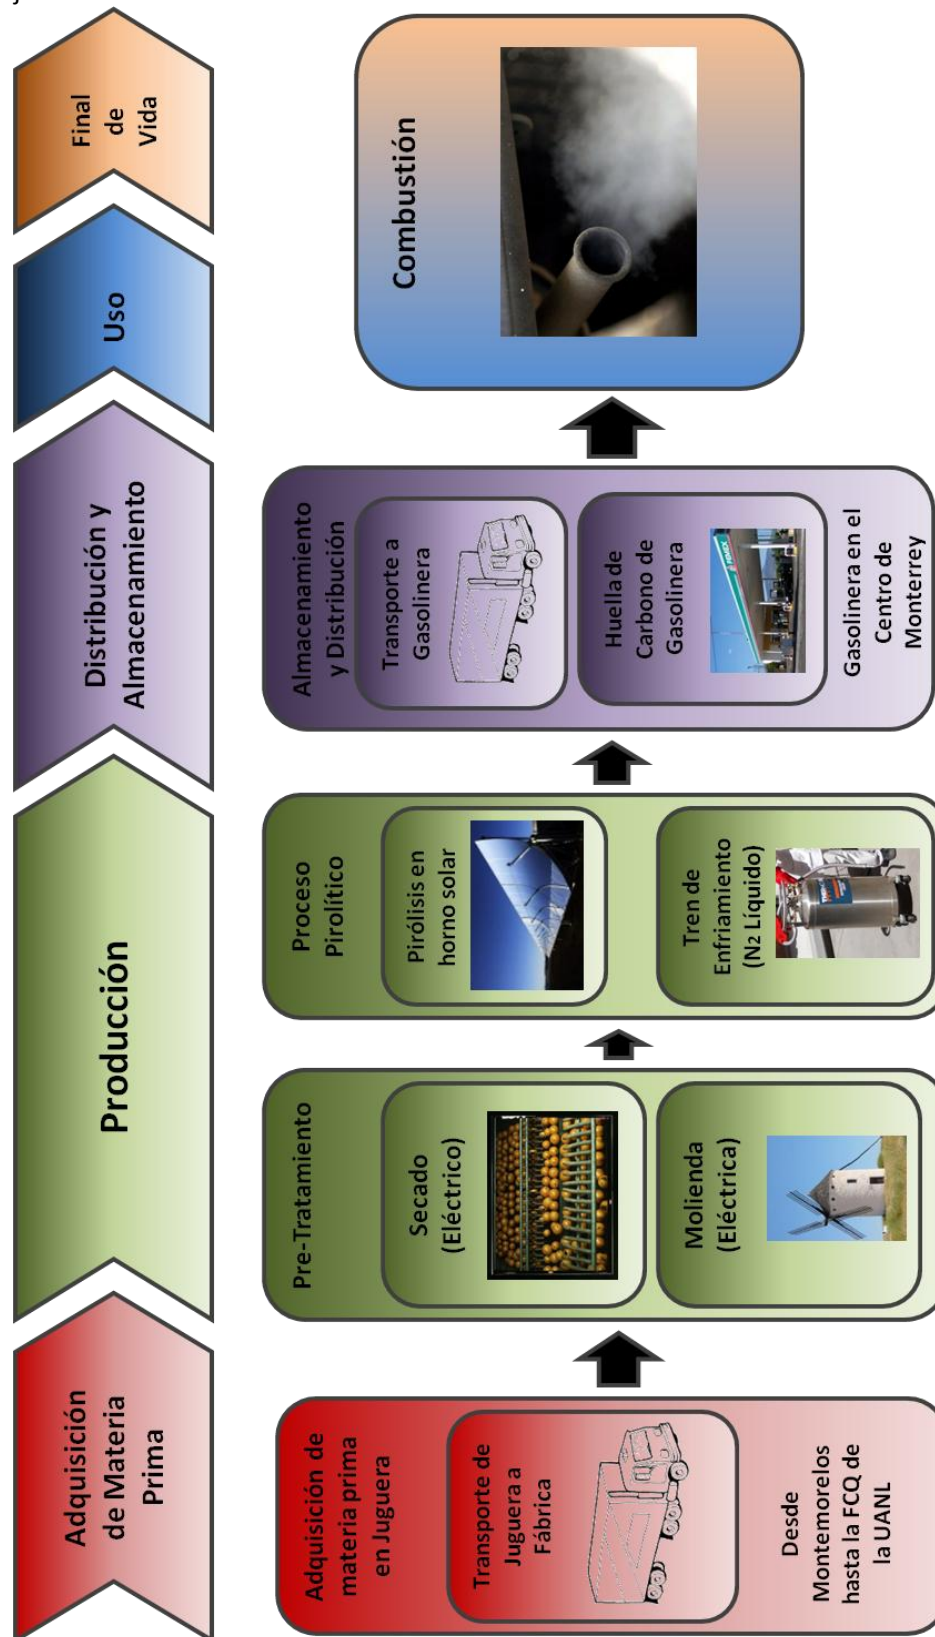 Adquisición
de Materia
Prima
Producción
Distribución y
Almacenamiento
Uso
Final
de
Vida
Adquisición de
materia prima
en Juguera
Transporte de
Juguera a
Fábrica
Desde
Montemorelos
hasta la FCQ de
la UANL
Pre-Tratamiento
Secado
(Eléctrico)
Molienda
(Eléctrica)
Proceso
Pirolítico
Pirólisis en
horno solar
Tren de
Enfriamiento
(N2 Líquido)
Almacenamiento
y Distribución
Transporte a
Gasolinera
Huella de
Carbono de
Gasolinera
PEMEX
Gasolinera en el
Centro de
Monterrey
Combustión